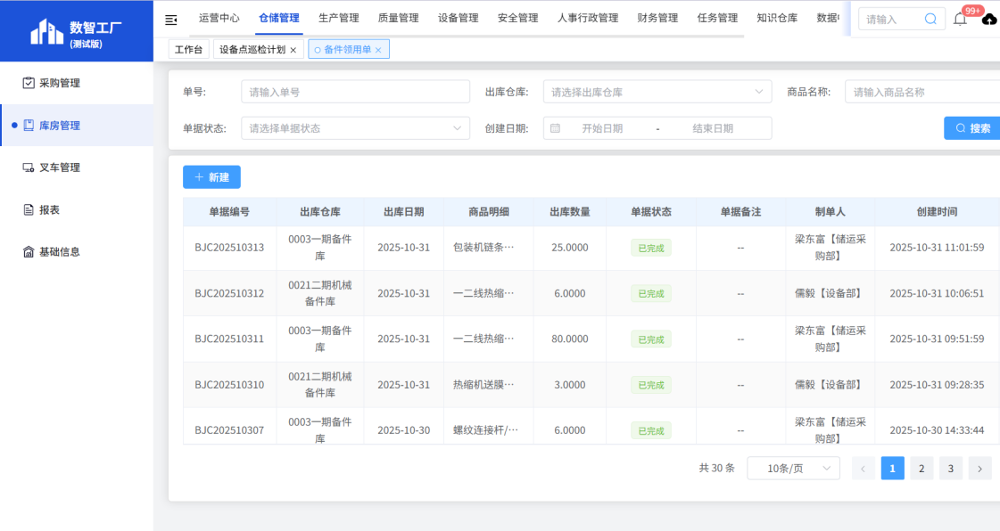 数智工厂
(测试版)
运营中心 仓储管理 生产管理 质量管理 设备管理 安全管理 人事行政管理 财务管理 任务管理 知识仓库 数据
请输入
99+
工作台 设备点巡检计划 × 备件领用单 ×
采购管理
库房管理
叉车管理
报表
基础信息
单号: 请输入单号 出库仓库: 请选择出库仓库 商品名称: 请输入商品名称
单据状态: 请选择单据状态 创建日期: 开始日期 - 结束日期 搜索
+ 新建
单据编号 出库仓库 出库日期 商品明细 出库数量 单据状态 单据备注 制单人 创建时间
BJC202510313 0003一期备件库 2025-10-31 包装机链条… 25.0000 已完成 -- 梁东富【储运采购部】 2025-10-31 11:01:59
BJC202510312 0021二期机械备件库 2025-10-31 一二线热缩… 6.0000 已完成 -- 儒毅【设备部】 2025-10-31 10:06:51
BJC202510311 0003一期备件库 2025-10-31 一二线热缩… 80.0000 已完成 -- 梁东富【储运采购部】 2025-10-31 09:51:59
BJC202510310 0021二期机械备件库 2025-10-31 热缩机送膜… 3.0000 已完成 -- 儒毅【设备部】 2025-10-31 09:28:35
BJC202510307 0003一期备件库 2025-10-30 螺纹连接杆/… 6.0000 已完成 -- 梁东富【储运采购部】 2025-10-30 14:33:44
共 30 条 10条/页 < 1 2 3 >